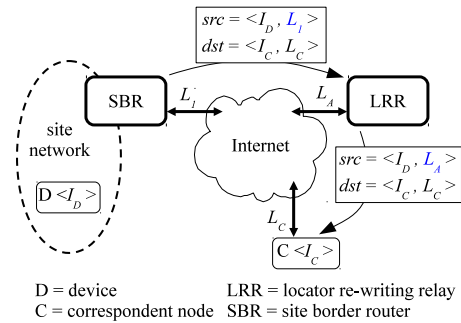 src = <I_D , L_1 >
dst = <I_C , L_C >
SBR
L_1
L_A
LRR
site
network
Internet
D <I_D >
src = <I_D , L_A >
dst = <I_C , L_C >
L_C
C <I_C >
D = device
LRR = locator re-writing relay
C = correspondent node
SBR = site border router